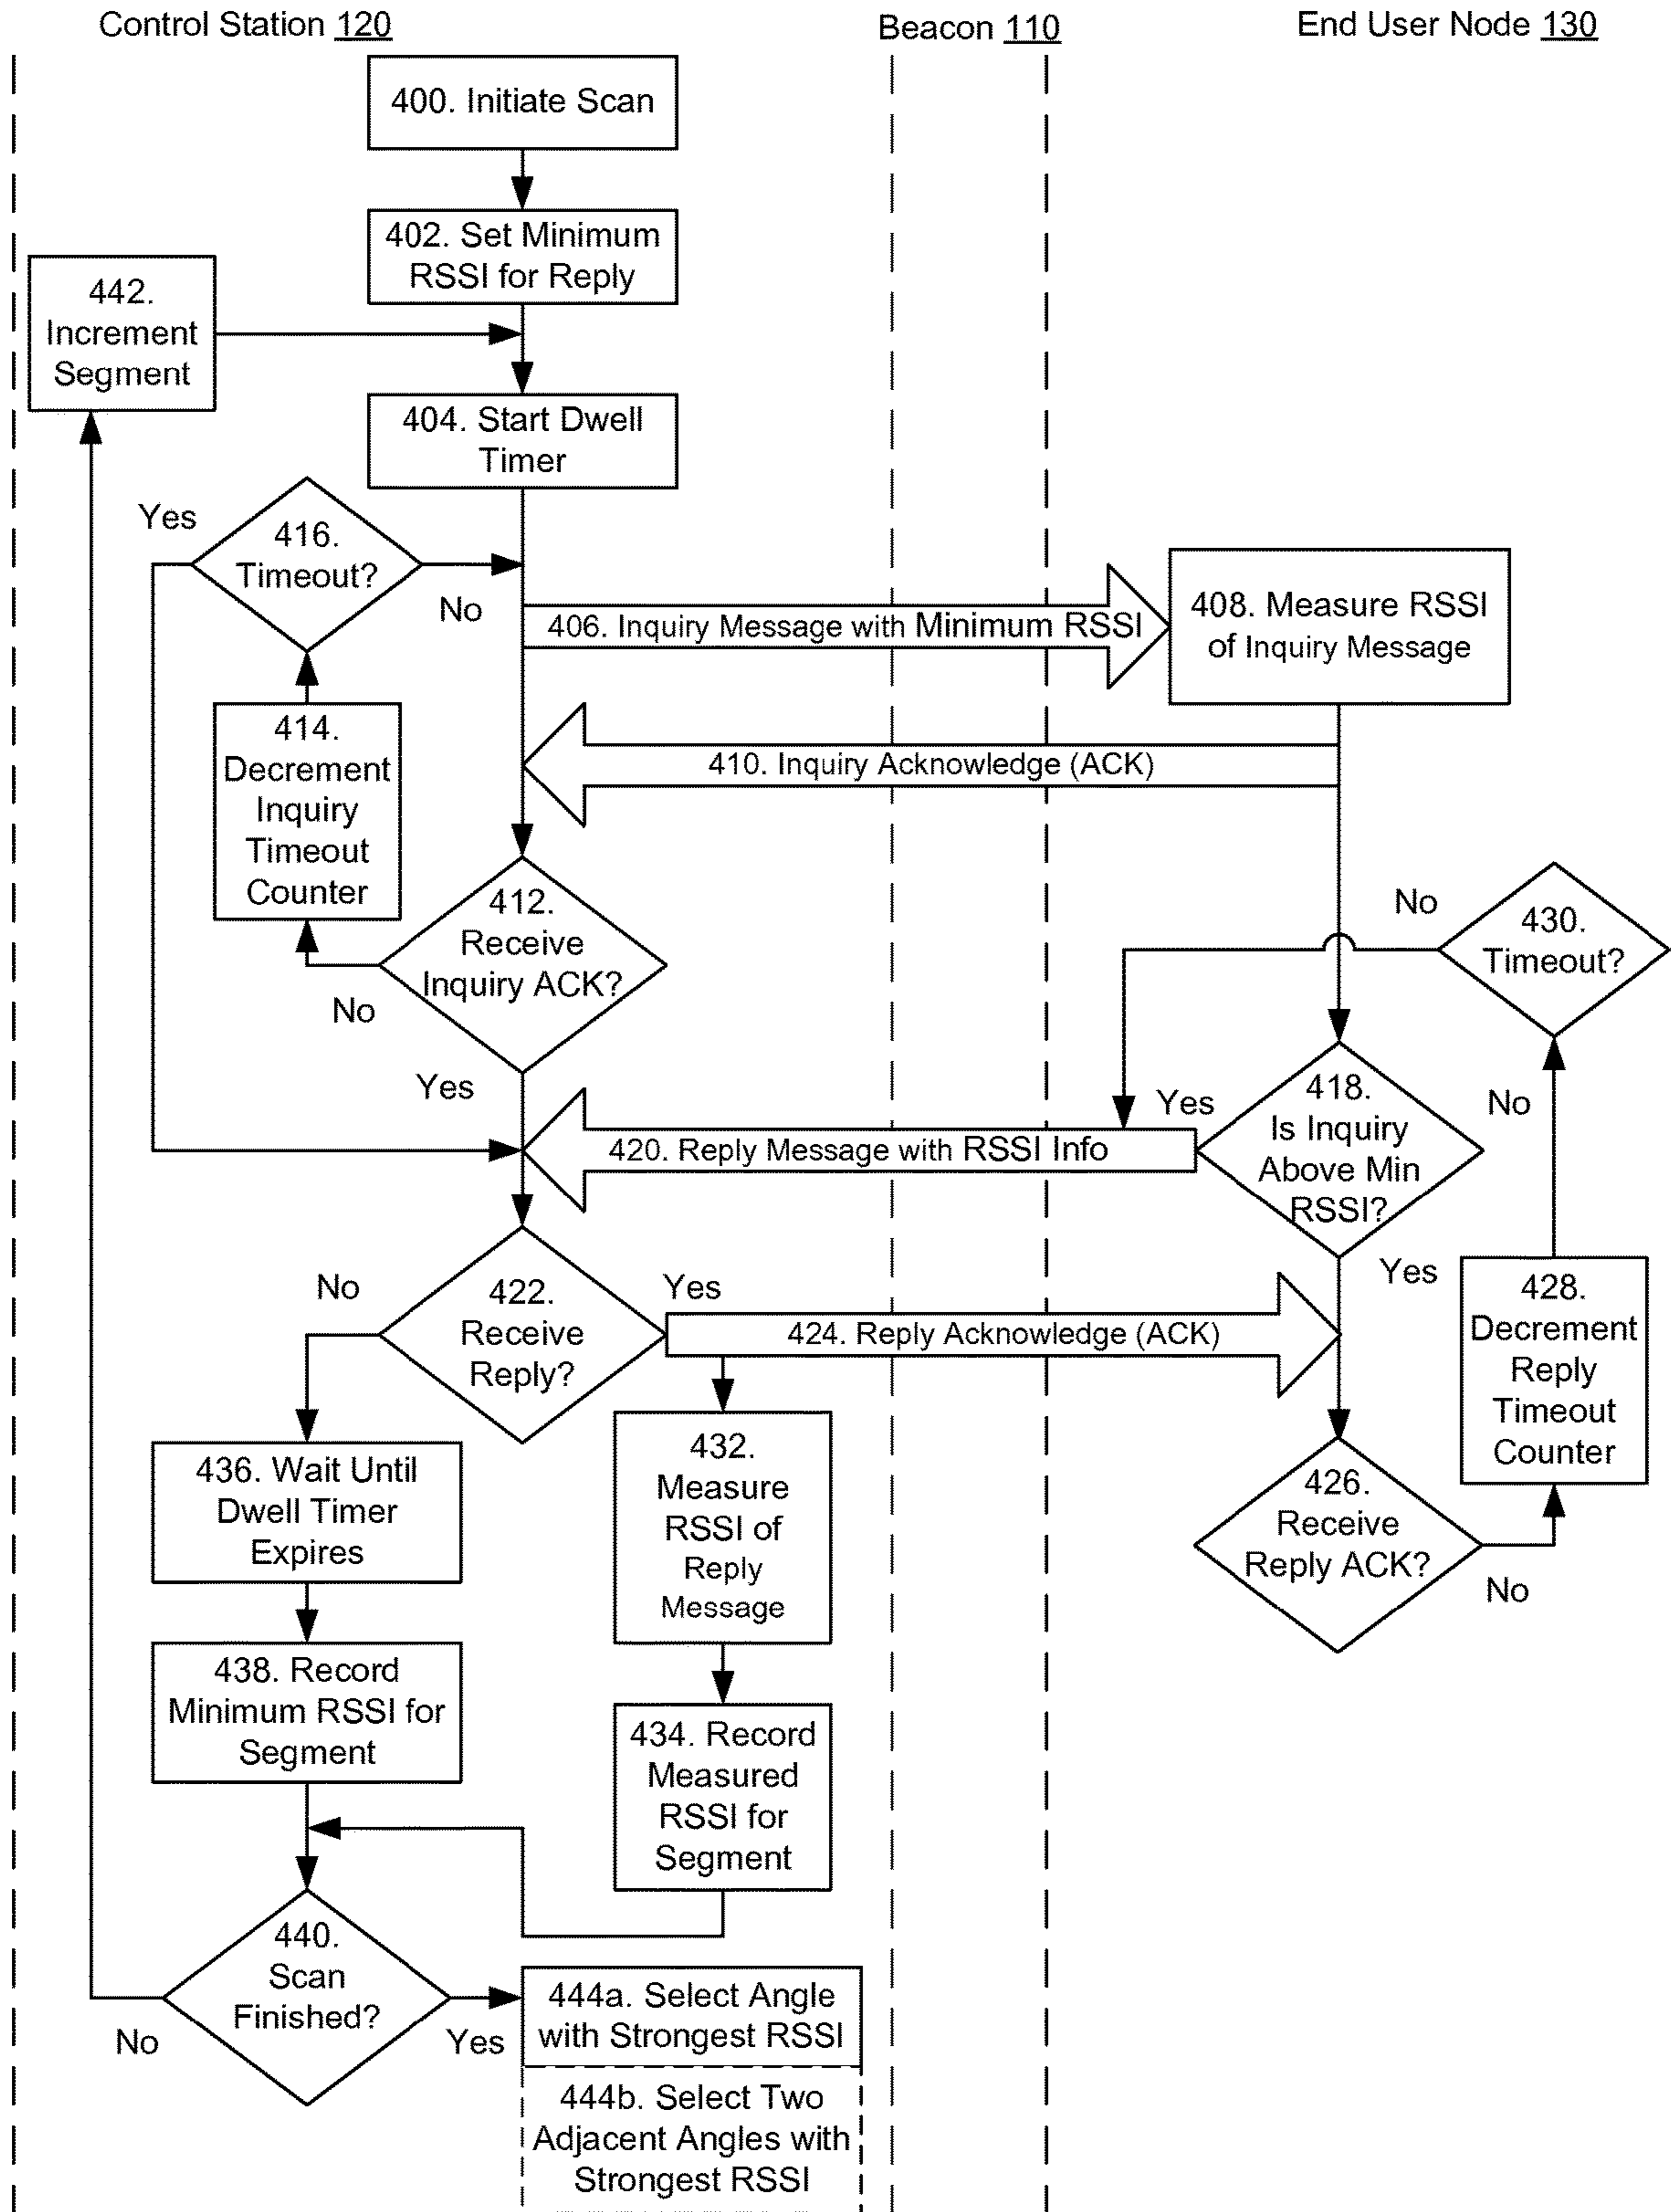 Control Station 120
Beacon 110
End User Node 130
400. Initiate Scan
402. Set Minimum
RSSI for Reply
442.
Increment
Segment
404. Start Dwell
Timer
Yes
416.
Timeout?
No
406. Inquiry Message with Minimum RSSI
408. Measure RSSI
of Inquiry Message
414.
Decrement
Inquiry
Timeout
Counter
410. Inquiry Acknowledge (ACK)
412.
Receive
Inquiry ACK?
No
Yes
No
430.
Timeout?
No
418.
Is Inquiry
Above Min
RSSI?
Yes
420. Reply Message with RSSI Info
Yes
No
422.
Receive
Reply?
Yes
424. Reply Acknowledge (ACK)
428.
Decrement
Reply
Timeout
Counter
426.
Receive
Reply ACK?
No
436. Wait Until
Dwell Timer
Expires
432.
Measure
RSSI of
Reply
Message
438. Record
Minimum RSSI for
Segment
434. Record
Measured
RSSI for
Segment
440.
Scan
Finished?
No
Yes
444a. Select Angle
with Strongest RSSI
444b. Select Two
Adjacent Angles with
Strongest RSSI